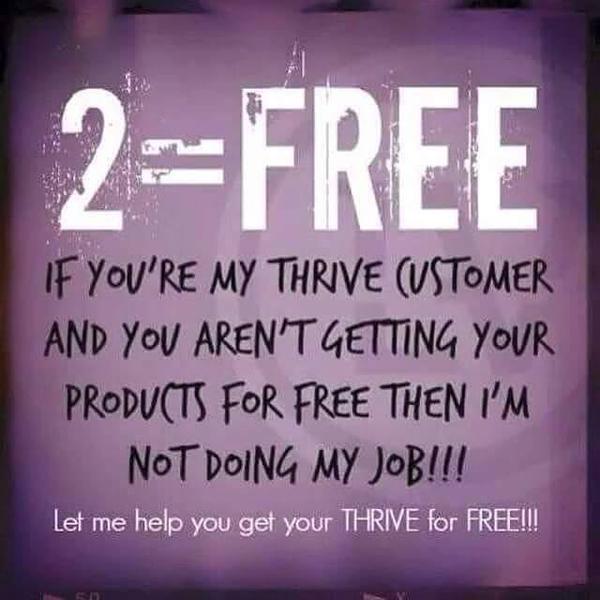 2=FREE
IF YOU'RE MY THRIVE CUSTOMER
AND YOU AREN'T GETTING YOUR
PRODUCTS FOR FREE THEN I'M
NOT DOING MY JOB!!!
Let me help you get your THRIVE for FREE!!!